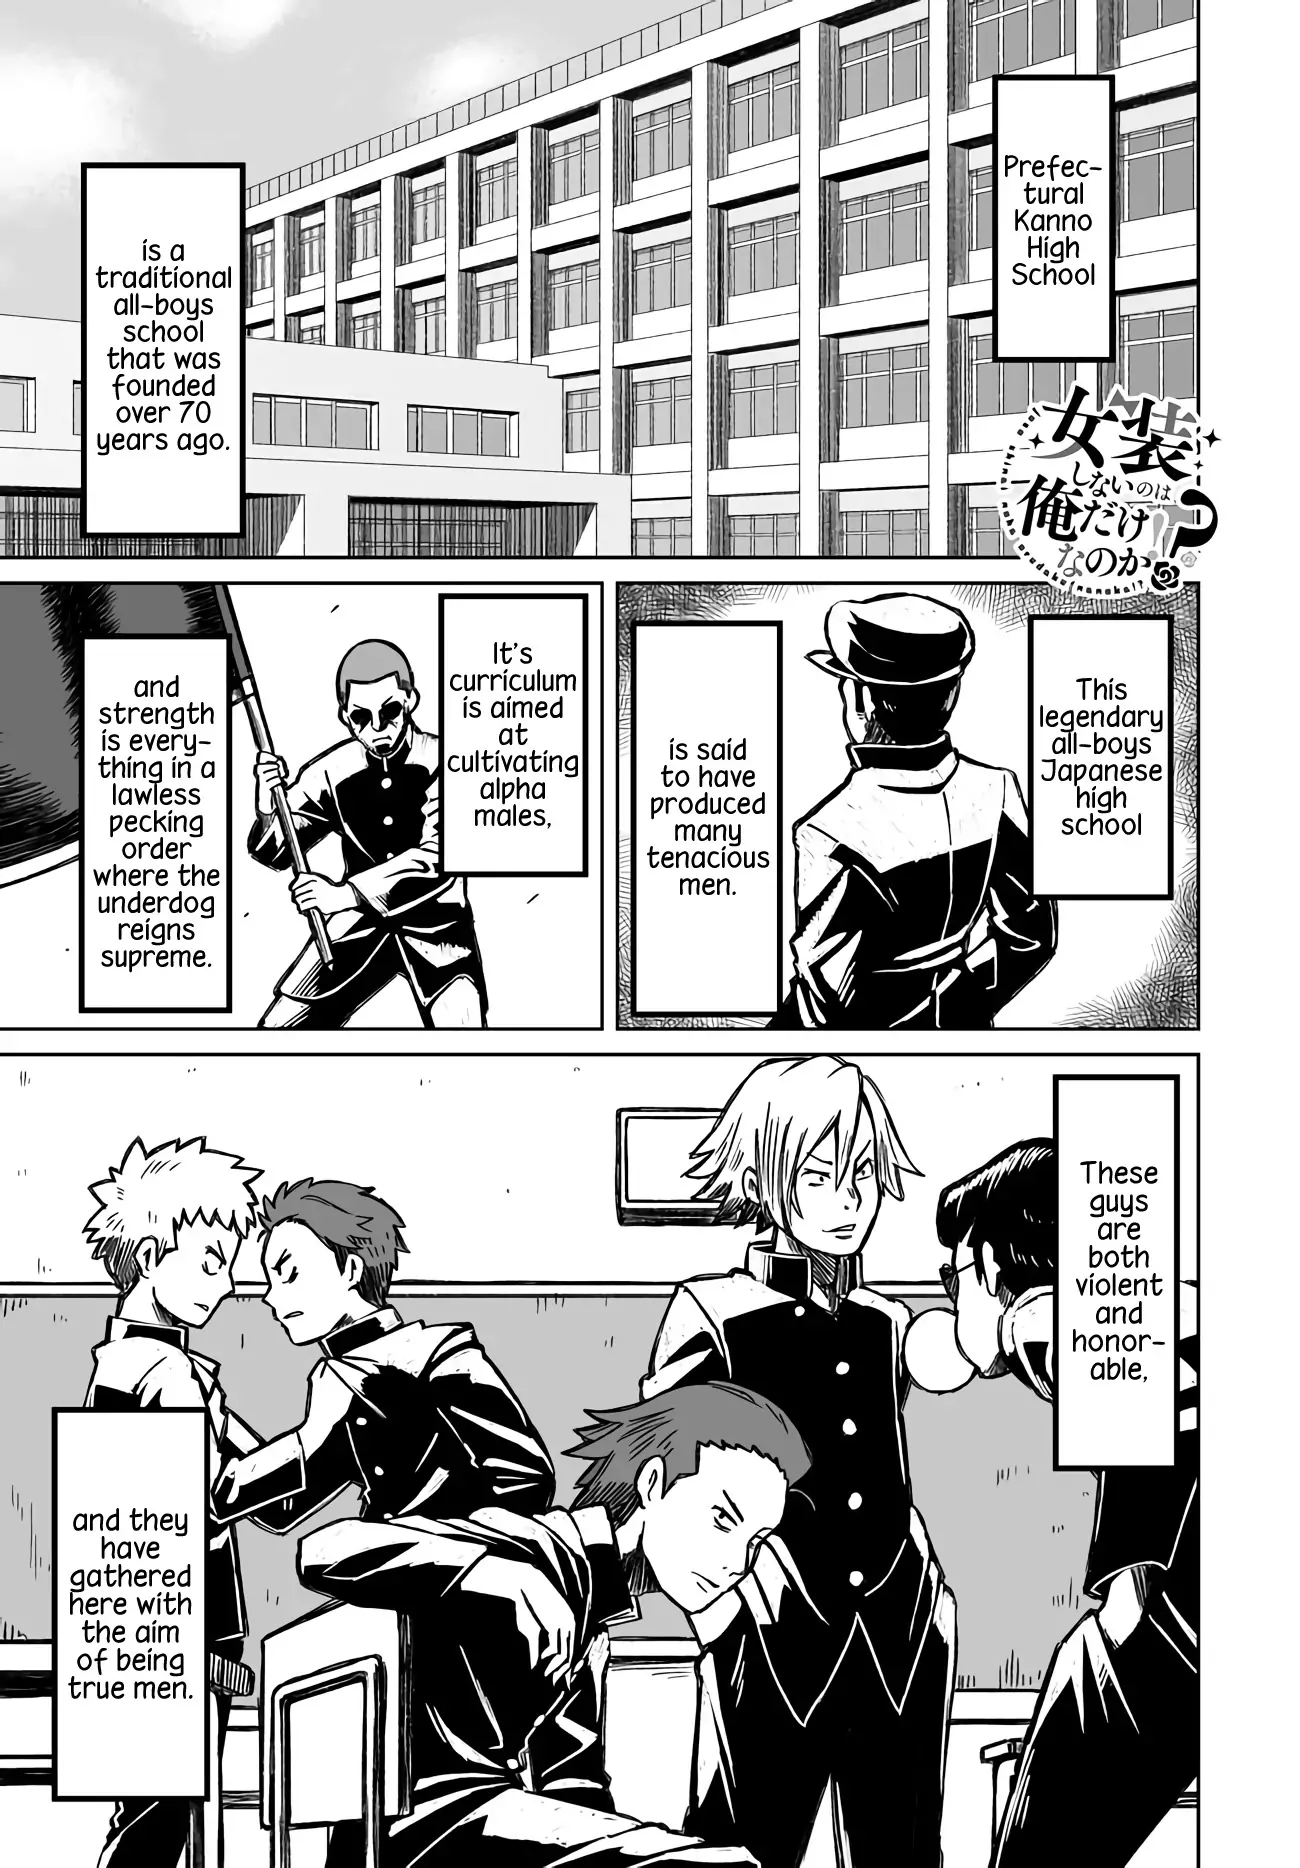 Prefec-
tural
Kanno
High
School
is a
traditional
all-boys
school
that was
founded
over 70
years ago.
女装
しないのは、
俺だけ
なのか!!?
This
legendary
all-boys
Japanese
high
school
is said
to have
produced
many
tenacious
men.
It's
curriculum
is aimed
at
cultivating
alpha
males,
and
strength
is every-
thing in a
lawless
pecking
order
where the
underdog
reigns
supreme.
These
guys
are
both
violent
and
honor-
able,
and they
have
gathered
here with
the aim
of being
true men.